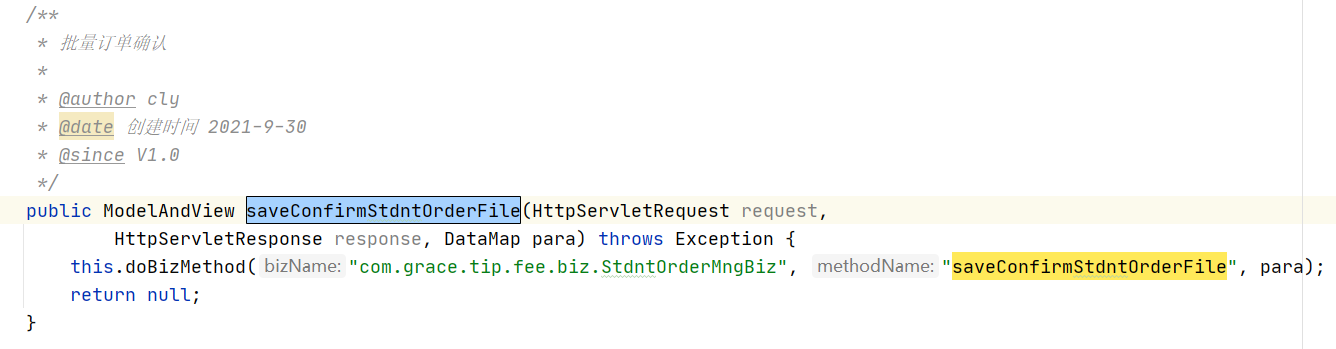 /**
* 批量订单确认
*
* @author cly
* @date 创建时间 2021-9-30
* @since V1.0
*/
public ModelAndView saveConfirmStdntOrderFile(HttpServletRequest request,
HttpServletResponse response, DataMap para) throws Exception {
this.doBizMethod( bizName: "com.grace.tip.fee.biz.StdntOrderMngBiz", methodName: "saveConfirmStdntOrderFile", para);
return null;
}